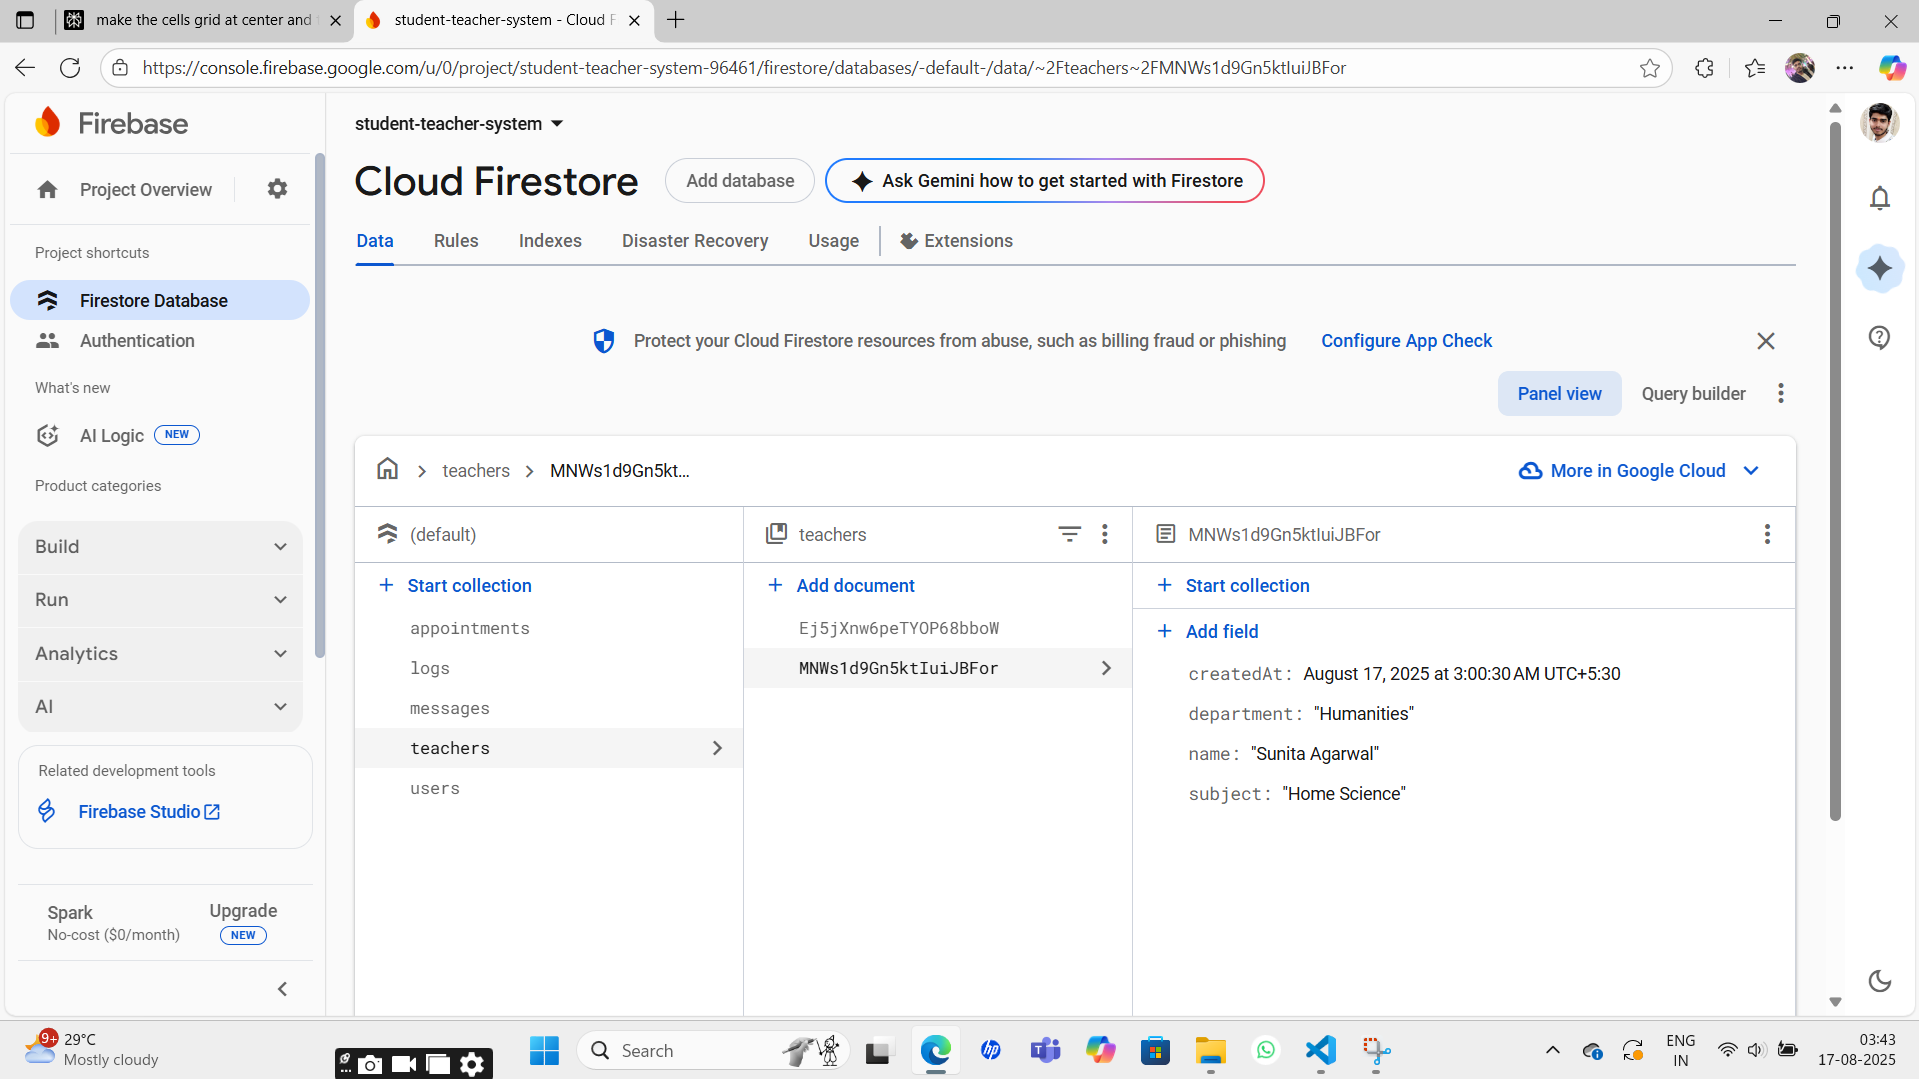 make the cells grid at center and
student-teacher-system - Cloud F
https://console.firebase.google.com/u/0/project/student-teacher-system-96461/firestore/databases/-default-/data/~2Fteachers~2FMNWs1d9Gn5ktIuiJBFor
Firebase
Project Overview
Project shortcuts
Firestore Database
Authentication
What's new
AI Logic NEW
Product categories
Build
Run
Analytics
AI
Related development tools
Firebase Studio
Spark
No-cost ($0/month)
Upgrade
NEW
student-teacher-system
Cloud Firestore
Add database
Ask Gemini how to get started with Firestore
Data Rules Indexes Disaster Recovery Usage Extensions
Protect your Cloud Firestore resources from abuse, such as billing fraud or phishing Configure App Check
Panel view Query builder
teachers MNWs1d9Gn5kt...
More in Google Cloud
(default)
Start collection
appointments
logs
messages
teachers
users
teachers
Add document
Ej5jXnw6peTYOP68bboW
MNWs1d9Gn5ktIuiJBFor
MNWs1d9Gn5ktIuiJBFor
Start collection
Add field
createdAt: August 17, 2025 at 3:00:30 AM UTC+5:30
department: "Humanities"
name: "Sunita Agarwal"
subject: "Home Science"
9+
29°C
Mostly cloudy
Search
hp
ENG
IN
03:43
17-08-2025